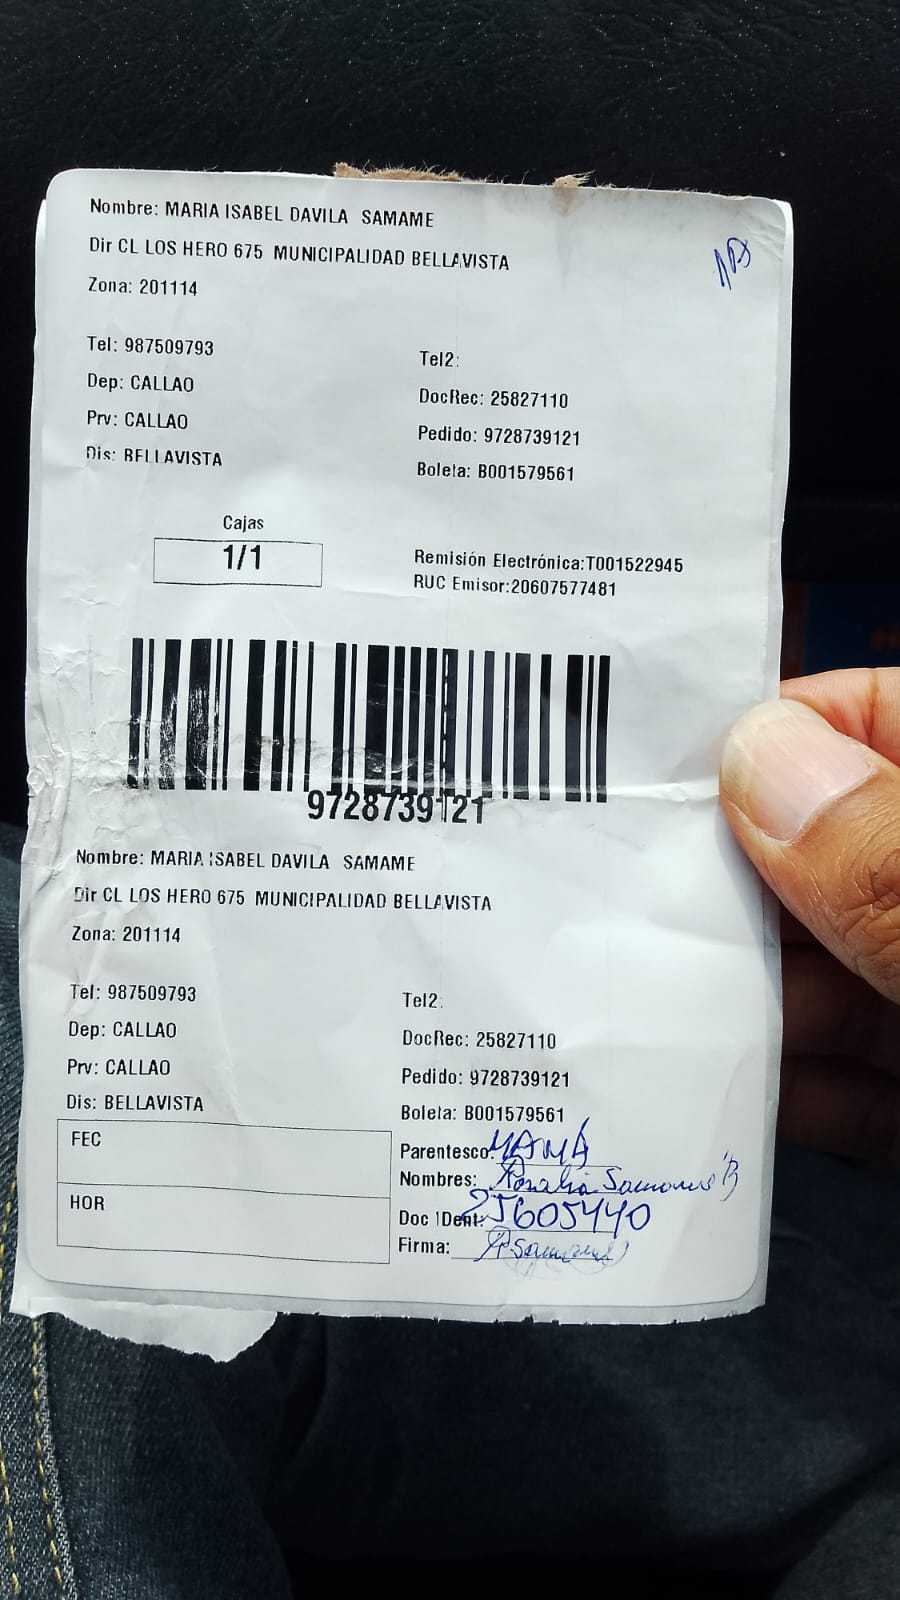 Nombre: MARIA ISABEL DAVILA SAMAME
Dir CL LOS HERO 675 MUNICIPALIDAD BELLAVISTA
Zona: 201114
Tel: 987509793 Tel2:
Dep: CALLAO DocRec: 25827110
Prv: CALLAO Pedido: 9728739121
Dis: BELLAVISTA Boleta: B001579561
Cajas
1/1
Remisión Electrónica:T001522945
RUC Emisor:20607577481
9728739121
Nombre: MARIA ISABEL DAVILA SAMAME
Dir CL LOS HERO 675 MUNICIPALIDAD BELLAVISTA
Zona: 201114
Tel: 987509793 Tel2:
Dep: CALLAO DocRec: 25827110
Prv: CALLAO Pedido: 9728739121
Dis: BELLAVISTA Boleta: B001579561
FEC Parentesco: MAMÁ
Nombres: Rosalia Samame B
HOR Doc IDent: 25605440
Firma: